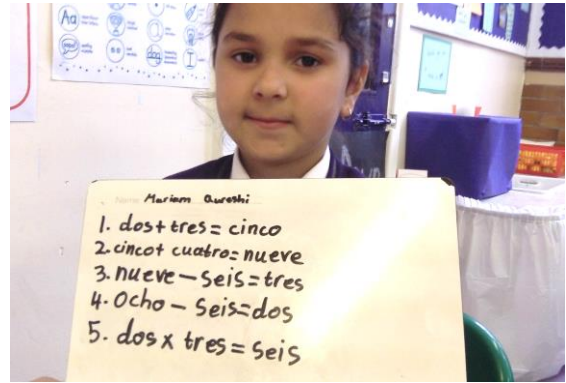 Aa
dog
I
Name Mariam Qureshi
1. dos+tres= cinco
2. cinco+ cuatro= nueve
3. nueve – seis=tres
4. Ocho – seis=dos
5. dos x tres = seis